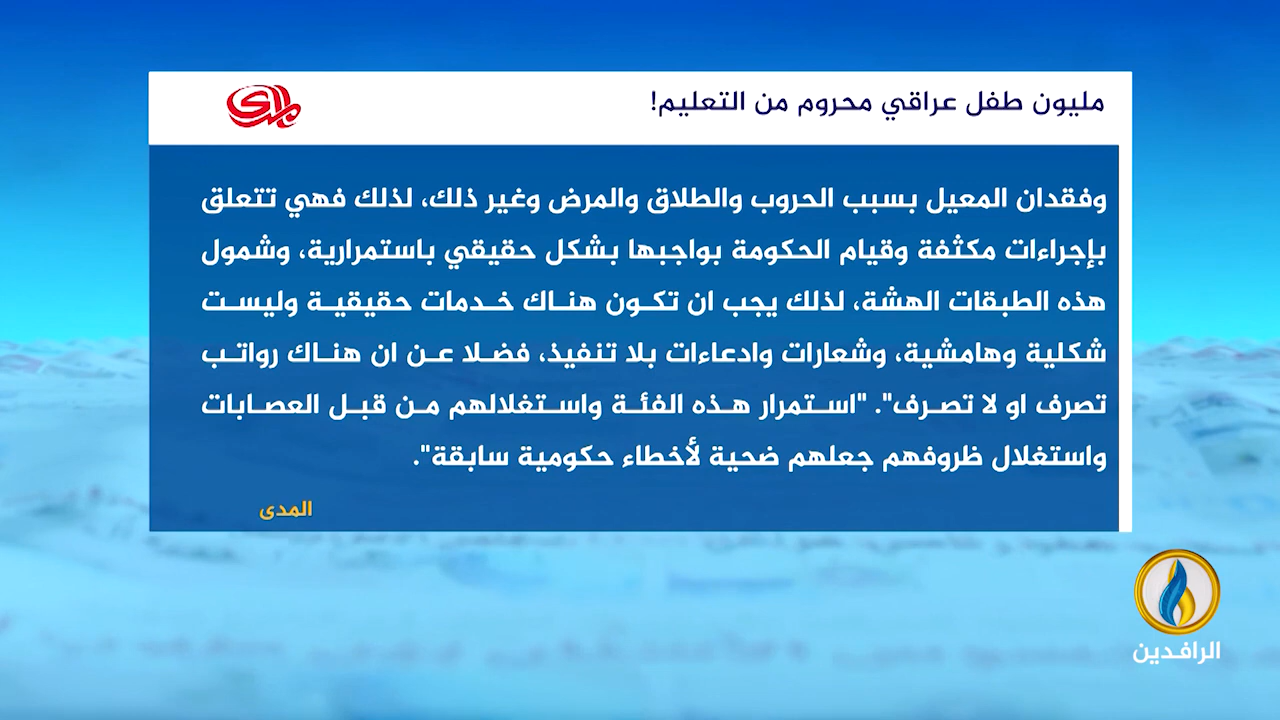 مليون طفل عراقي محروم من التعليم!
المدى
وفقدان المعيل بسبب الحروب والطلاق والمرض وغير ذلك، لذلك فهي تتعلق
بإجراءات مكثفة وقيام الحكومة بواجبها بشكل حقيقي باستمرارية، وشمول
هذه الطبقات الهشة، لذلك يجب ان تكون هناك خدمات حقيقية وليست
شكلية وهامشية، وشعارات وادعاءات بلا تنفيذ، فضلا عن ان هناك رواتب
تصرف او لا تصرف". "استمرار هذه الفئة واستغلالهم من قبل العصابات
واستغلال ظروفهم جعلهم ضحية لأخطاء حكومية سابقة".
المدى
الرافدين